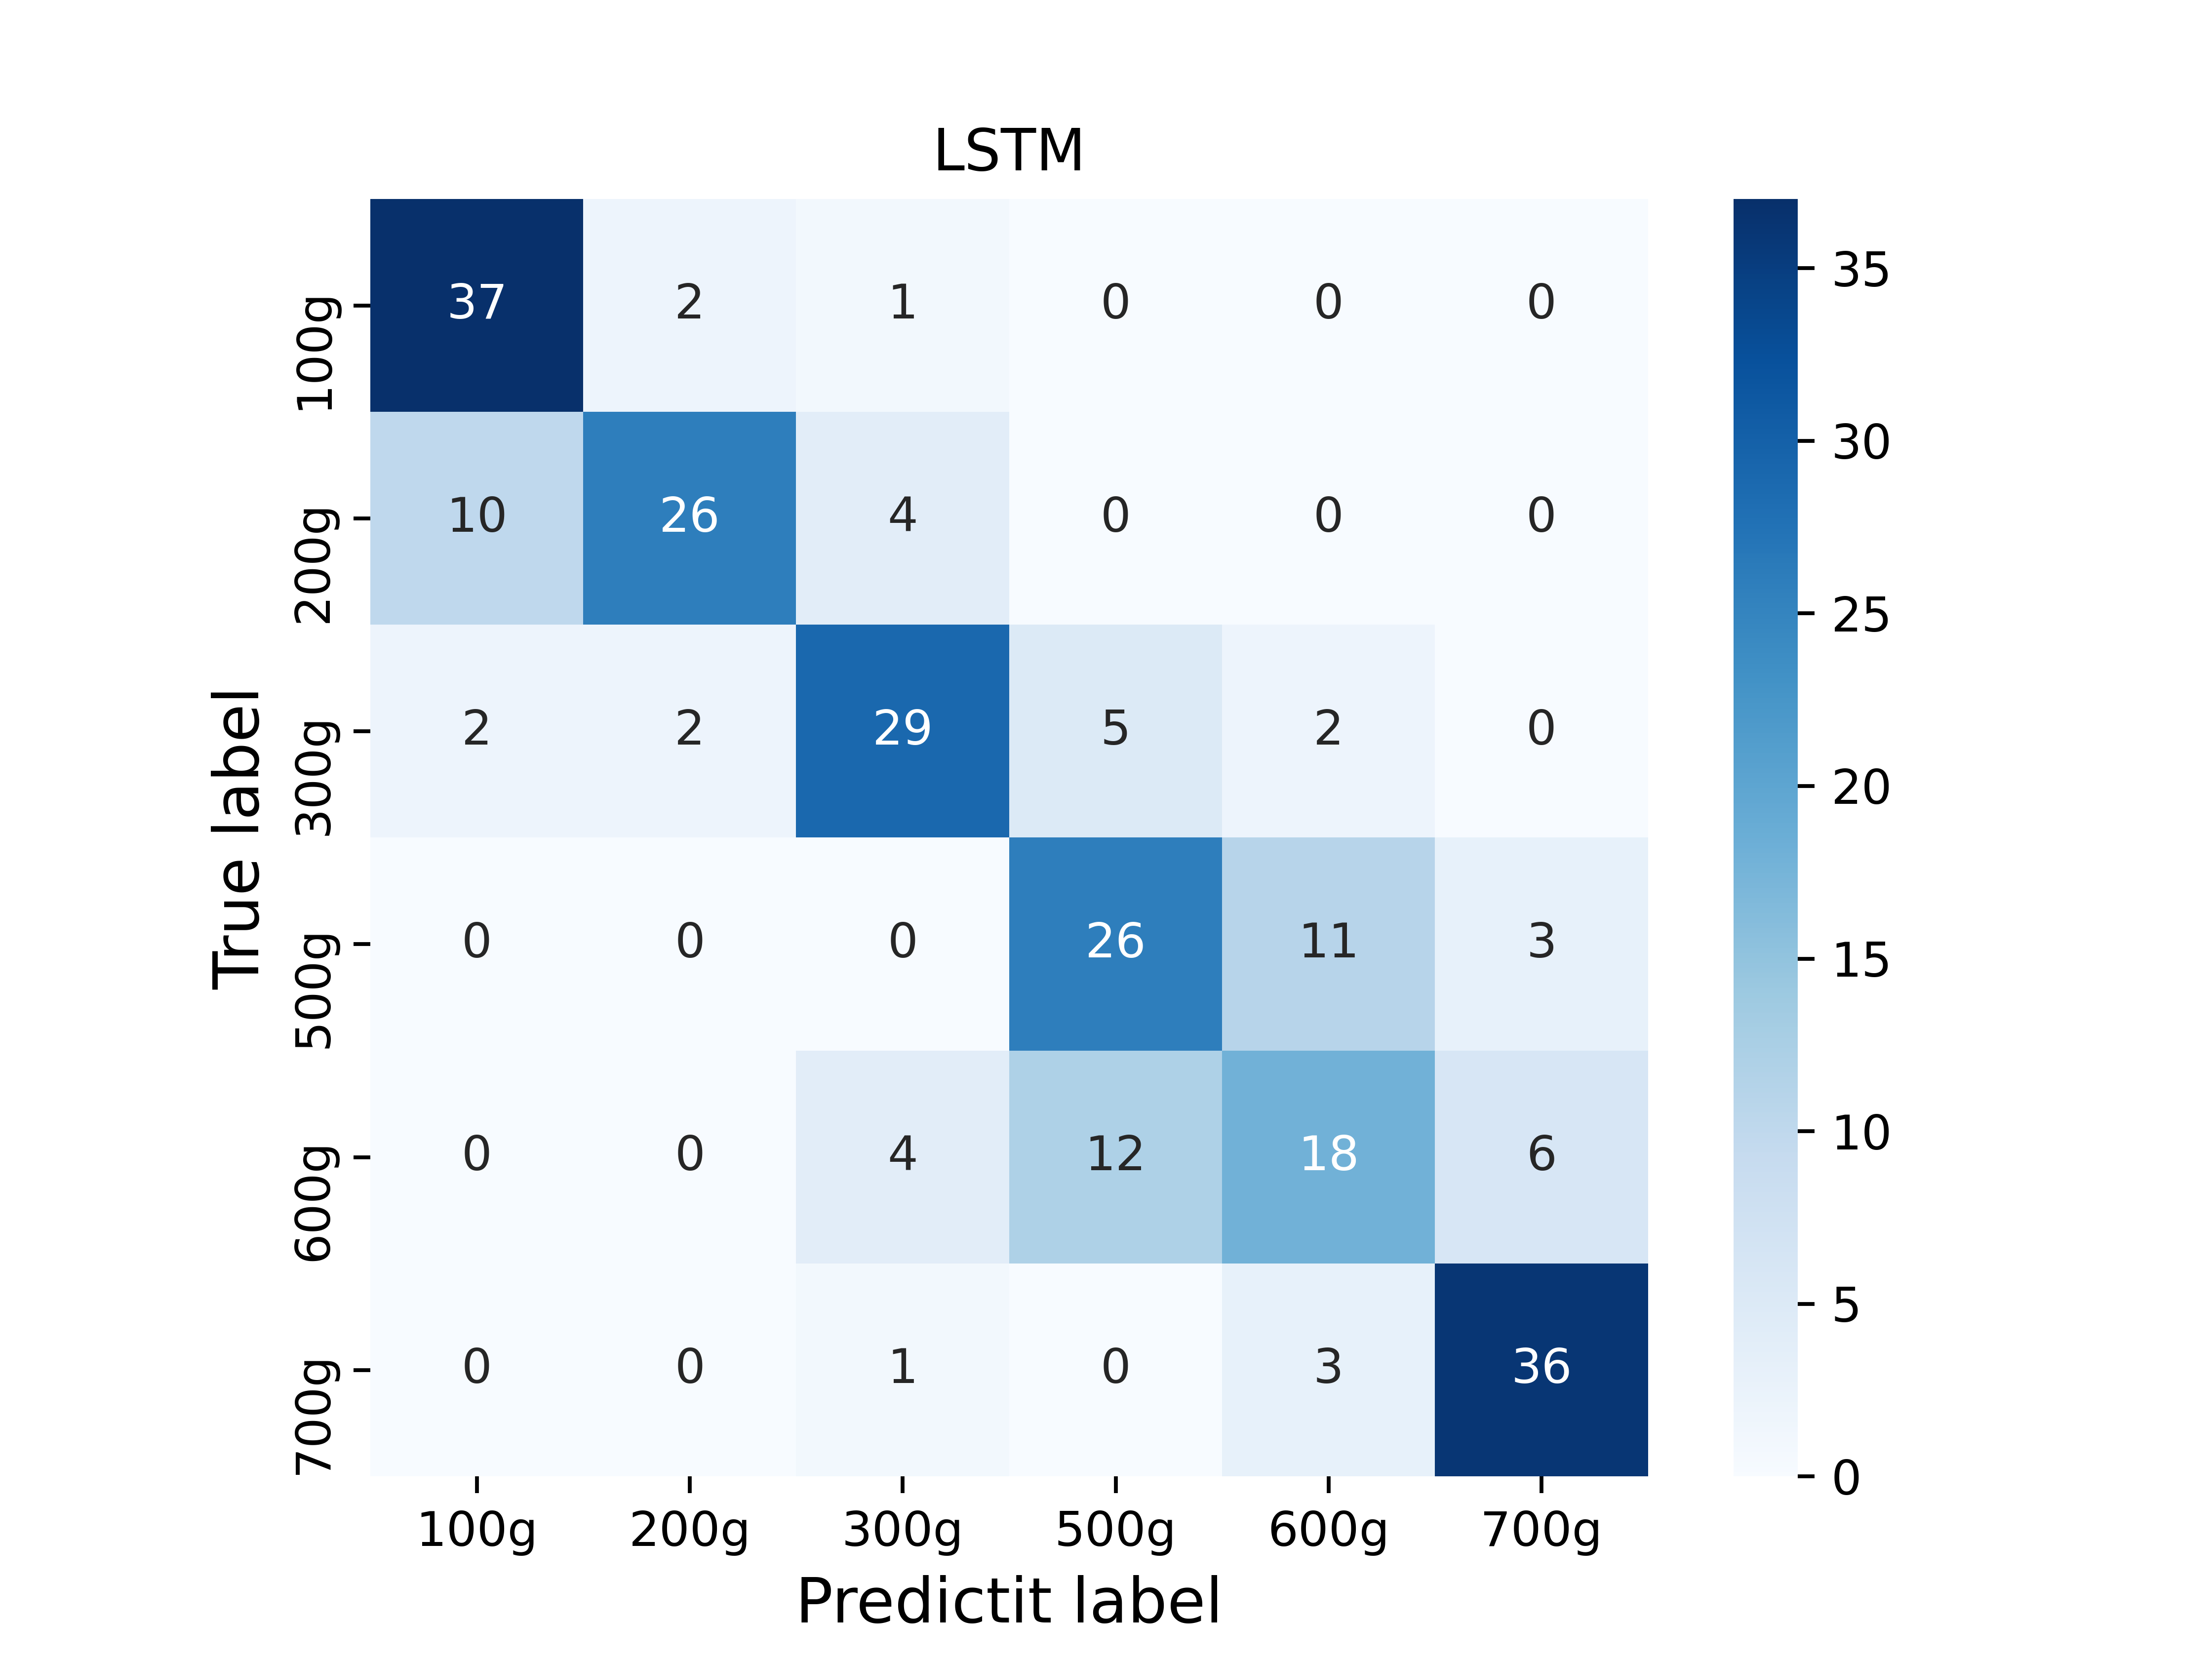 LSTM
100g 37 2 1 0 0 0
200g 10 26 4 0 0 0
300g 2 2 29 5 2 0
500g 0 0 0 26 11 3
600g 0 0 4 12 18 6
700g 0 0 1 0 3 36
100g 200g 300g 500g 600g 700g
Predictit label
True label
35
30
25
20
15
10
5
0